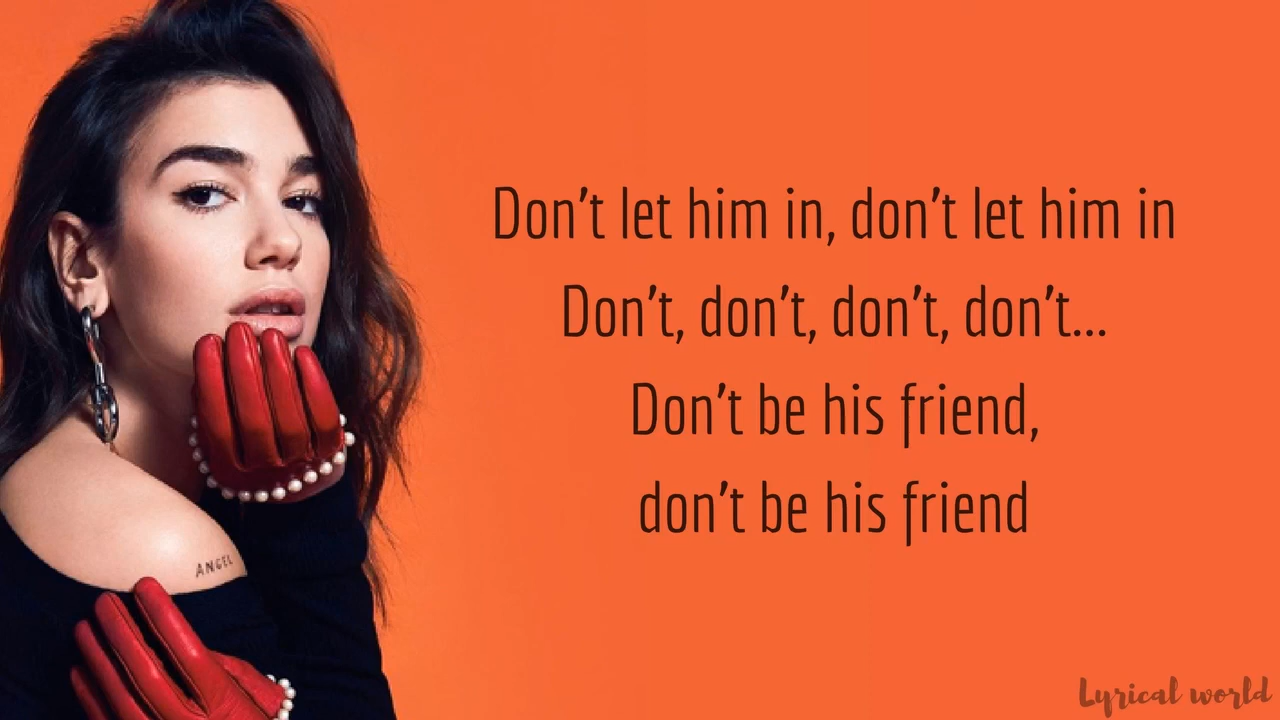 Don't let him in, don't let him in
Don't, don't, don't, don't...
Don't be his friend,
don't be his friend
ANGEL
Lyrical world